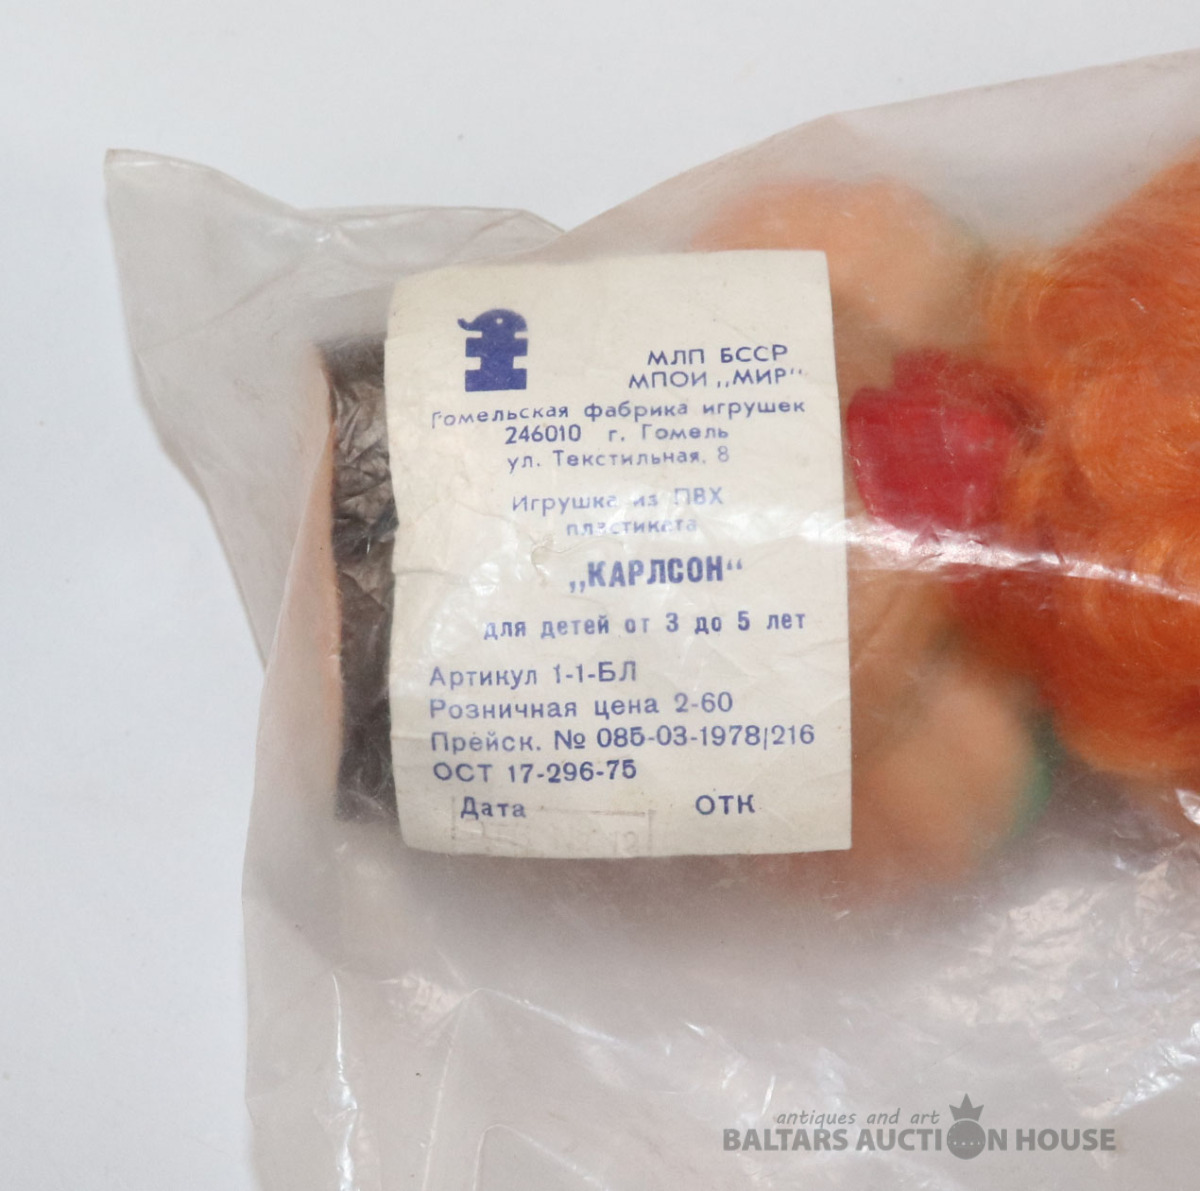 МЛП БССР
МПОИ „МИР“
Гомельская фабрика игрушек
246010 г. Гомель
ул. Текстильная, 8
Игрушка из ПВХ
пластиката
„КАРЛСОН“
для детей от 3 до 5 лет
Артикул 1-1-БЛ
Розничная цена 2-60
Прейск. № 085-03-1978/216
ОСТ 17-296-75
Дата ОТК
antiques and art
BALTARS AUCTION HOUSE